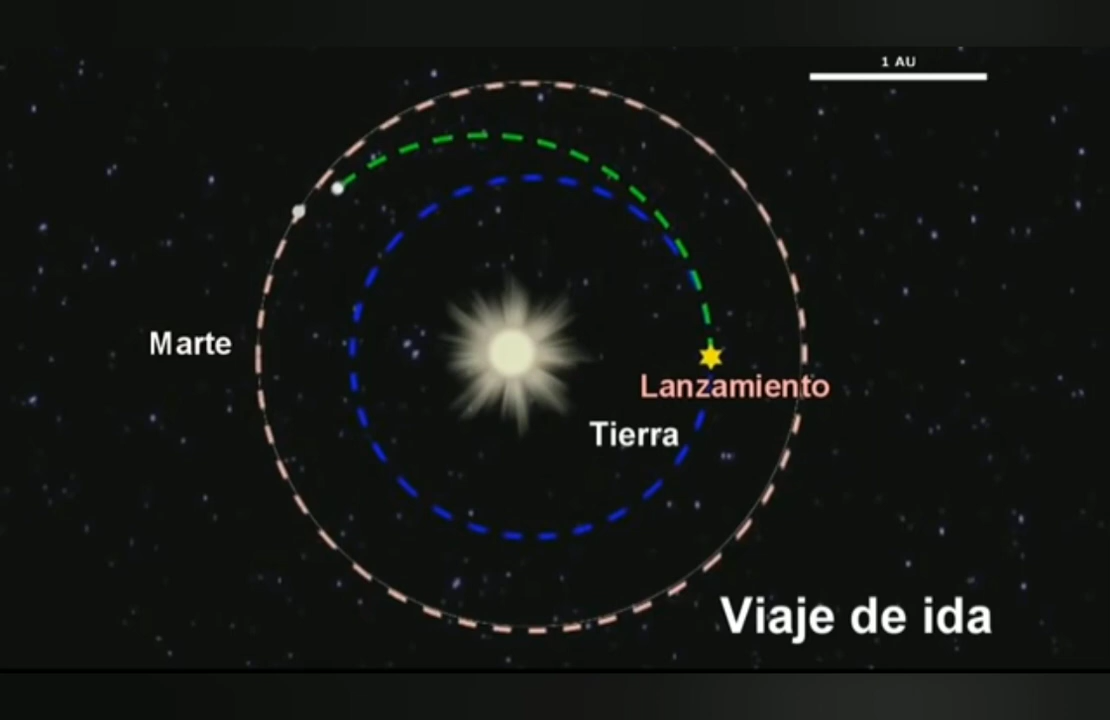 1 AU
Marte
Lanzamiento
Tierra
Viaje de ida